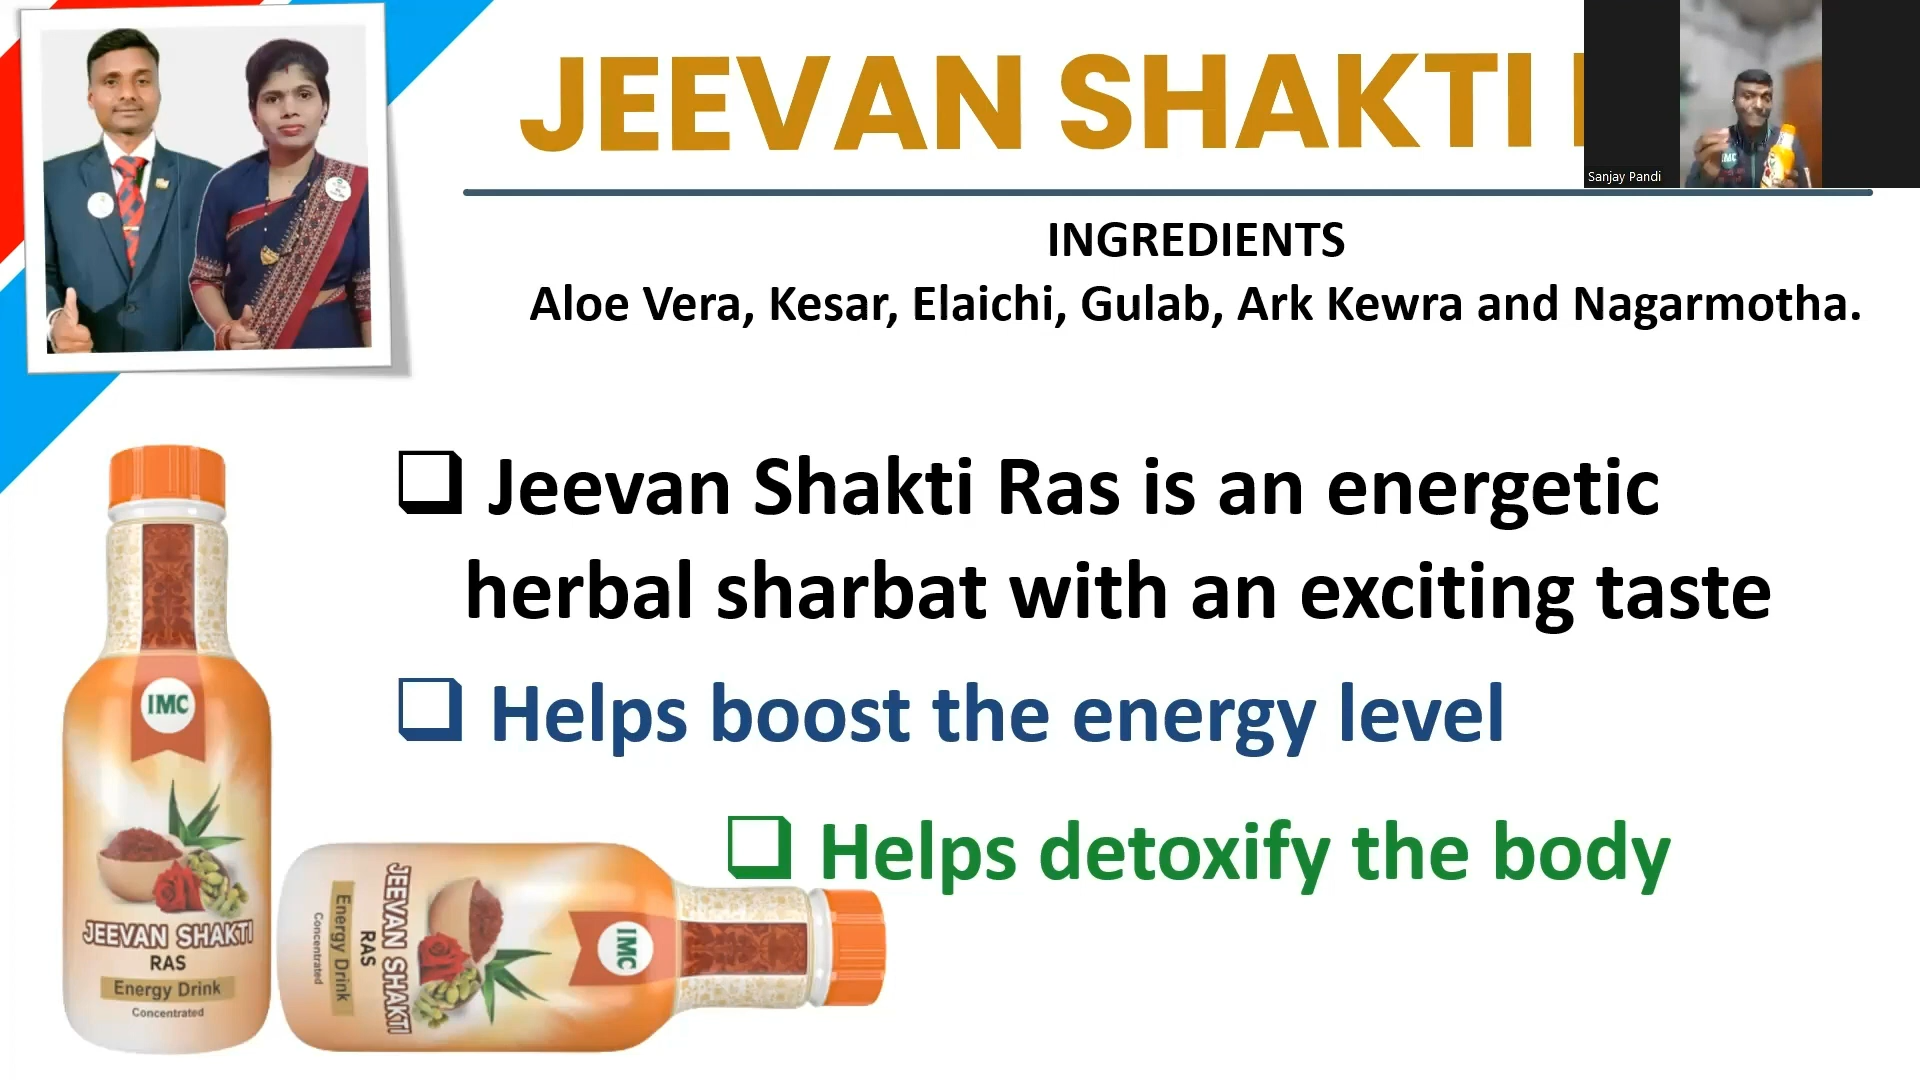 JEEVAN SHAKTI
Sanjay Pandi
IMC
INGREDIENTS
Aloe Vera, Kesar, Elaichi, Gulab, Ark Kewra and Nagarmotha.
Jeevan Shakti Ras is an energetic
herbal sharbat with an exciting taste
Helps boost the energy level
Helps detoxify the body
IMC
JEEVAN SHAKTI
RAS
Energy Drink
Concentrated
IMC
JEEVAN SHAKTI
RAS
Energy Drink
Concentrated